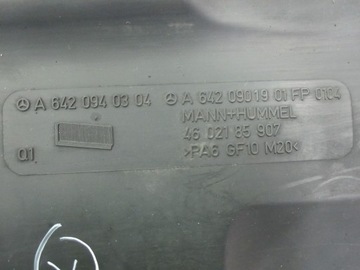 A 642 094 03 04 A 642 09019 01 FP 0104
MANN+HUMMEL
46 021 85 907
Q1 >PA6 GF10 M20<